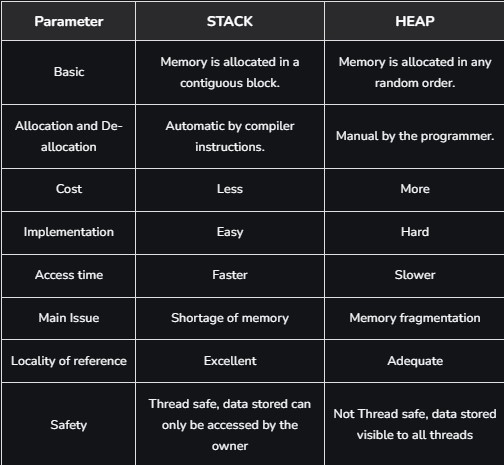 Parameter STACK HEAP
Basic
Memory is allocated in a
contiguous block.
Memory is allocated in any
random order.
Allocation and De-
allocation
Automatic by compiler
instructions.
Manual by the programmer.
Cost Less More
Implementation Easy Hard
Access time Faster Slower
Main Issue Shortage of memory Memory fragmentation
Locality of reference Excellent Adequate
Safety
Thread safe, data stored can
only be accessed by the
owner
Not Thread safe, data stored
visible to all threads